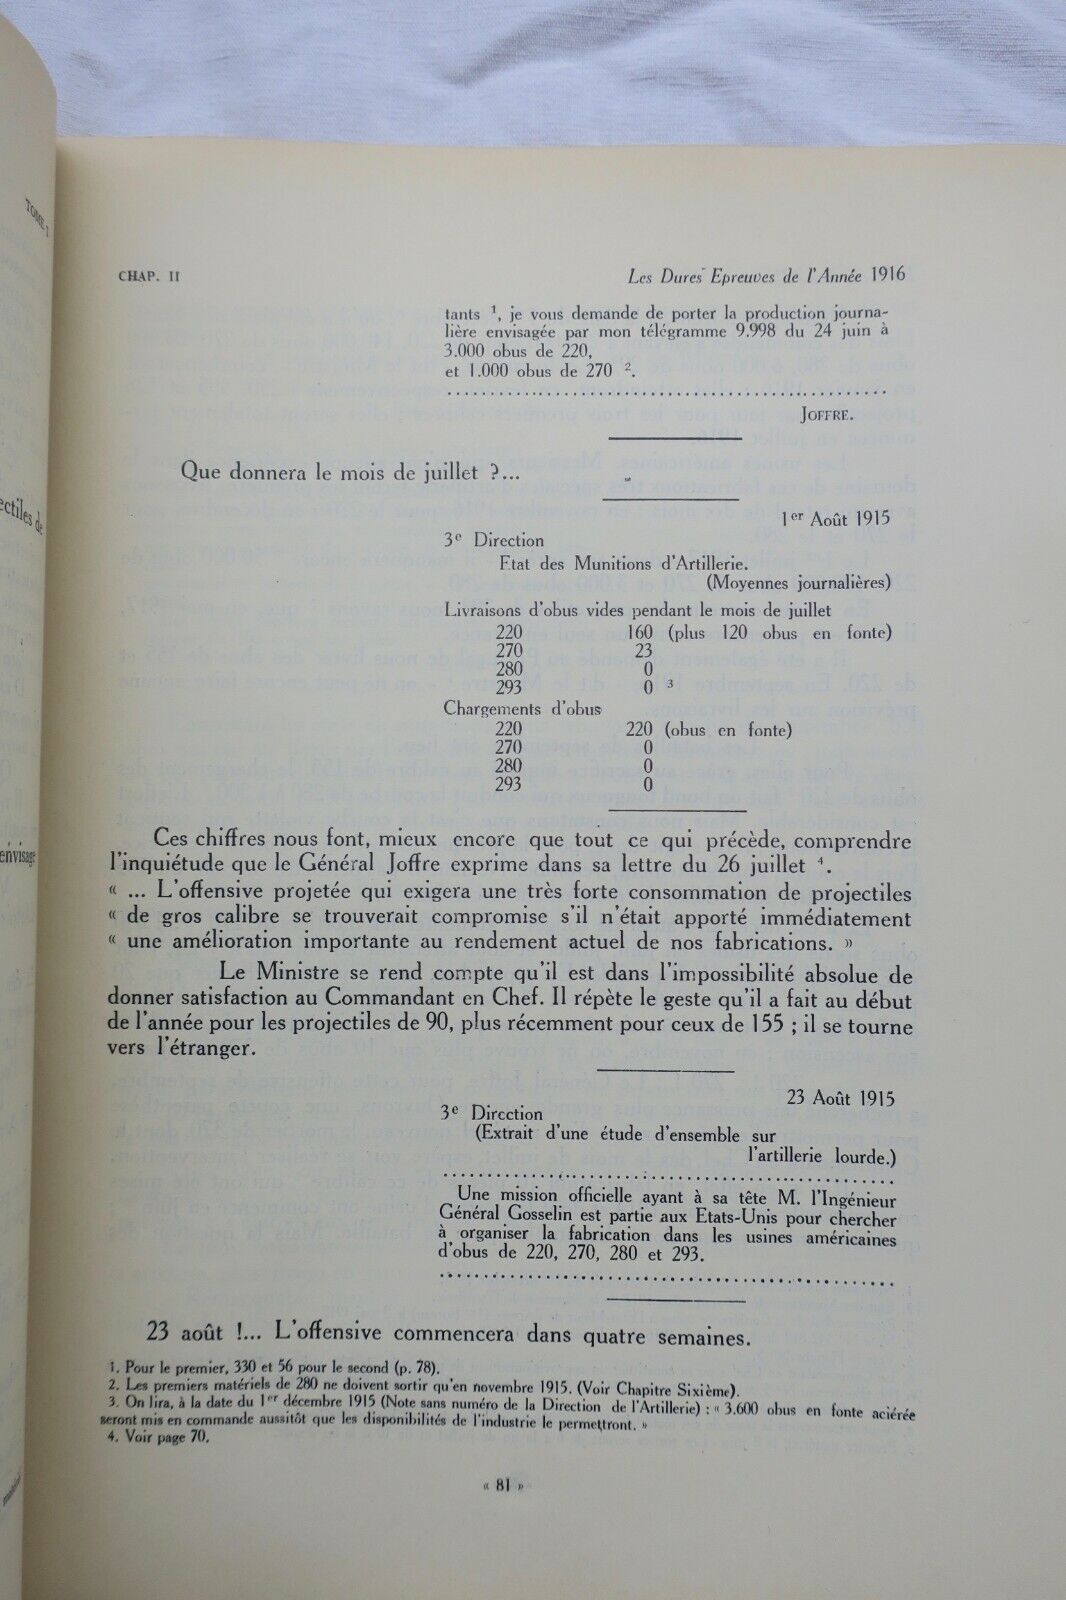 TOME I
ectiles de
envisage
CHAP. II
Les Dures Epreuves de l'Année 1916
tants ¹, je vous demande de porter la production journa-
lière envisagée par mon télégramme 9.998 du 24 juin à
3.000 obus de 220,
et 1.000 obus de 270 ².
JOFFRE.
Que donnera le mois de juillet ?...
1er Août 1915
3e Direction
Etat des Munitions d'Artillerie.
(Moyennes journalières)
Livraisons d'obus vides pendant le mois de juillet
220 160 (plus 120 obus en fonte)
270 23
280 0
293 0 ³
Chargements d'obus
220 220 (obus en fonte)
270 0
280 0
293 0
Ces chiffres nous font, mieux encore que tout ce qui précède, comprendre
l'inquiétude que le Général Joffre exprime dans sa lettre du 26 juillet ⁴.
« ... L'offensive projetée qui exigera une très forte consommation de projectiles
« de gros calibre se trouverait compromise s'il n'était apporté immédiatement
« une amélioration importante au rendement actuel de nos fabrications. »
Le Ministre se rend compte qu'il est dans l'impossibilité absolue de
donner satisfaction au Commandant en Chef. Il répète le geste qu'il a fait au début
de l'année pour les projectiles de 90, plus récemment pour ceux de 155 ; il se tourne
vers l'étranger.
23 Août 1915
3e Direction
(Extrait d'une étude d'ensemble sur
l'artillerie lourde.)
Une mission officielle ayant à sa tête M. l'Ingénieur
Général Gosselin est partie aux Etats-Unis pour chercher
à organiser la fabrication dans les usines américaines
d'obus de 220, 270, 280 et 293.
23 août !... L'offensive commencera dans quatre semaines.
1. Pour le premier, 330 et 56 pour le second (p. 78).
2. Les premiers matériels de 280 ne doivent sortir qu'en novembre 1915. (Voir Chapitre Sixième).
3. On lira, à la date du 1er décembre 1915 (Note sans numéro de la Direction de l'Artillerie) : « 3.600 obus en fonte aciérée
seront mis en commande aussitôt que les disponibilités de l'industrie le permettront. »
4. Voir page 70.
« 81 »